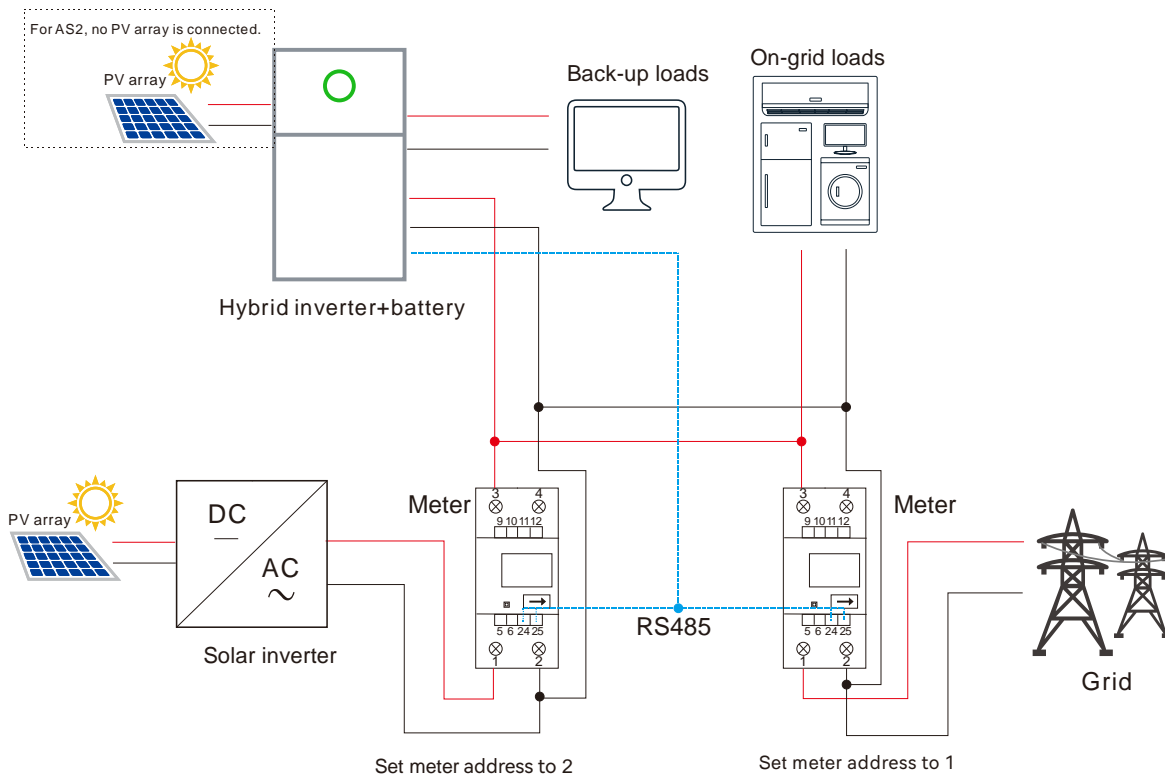 For AS2, no PV array is connected.
PV array
Back-up loads
On-grid loads
Hybrid inverter+battery
Meter
3 4
9 10 11 12
5 6 24 25
1 2
Meter
3 4
9 10 11 12
5 6 24 25
1 2
PV array
DC
AC
Solar inverter
RS485
Grid
Set meter address to 2
Set meter address to 1